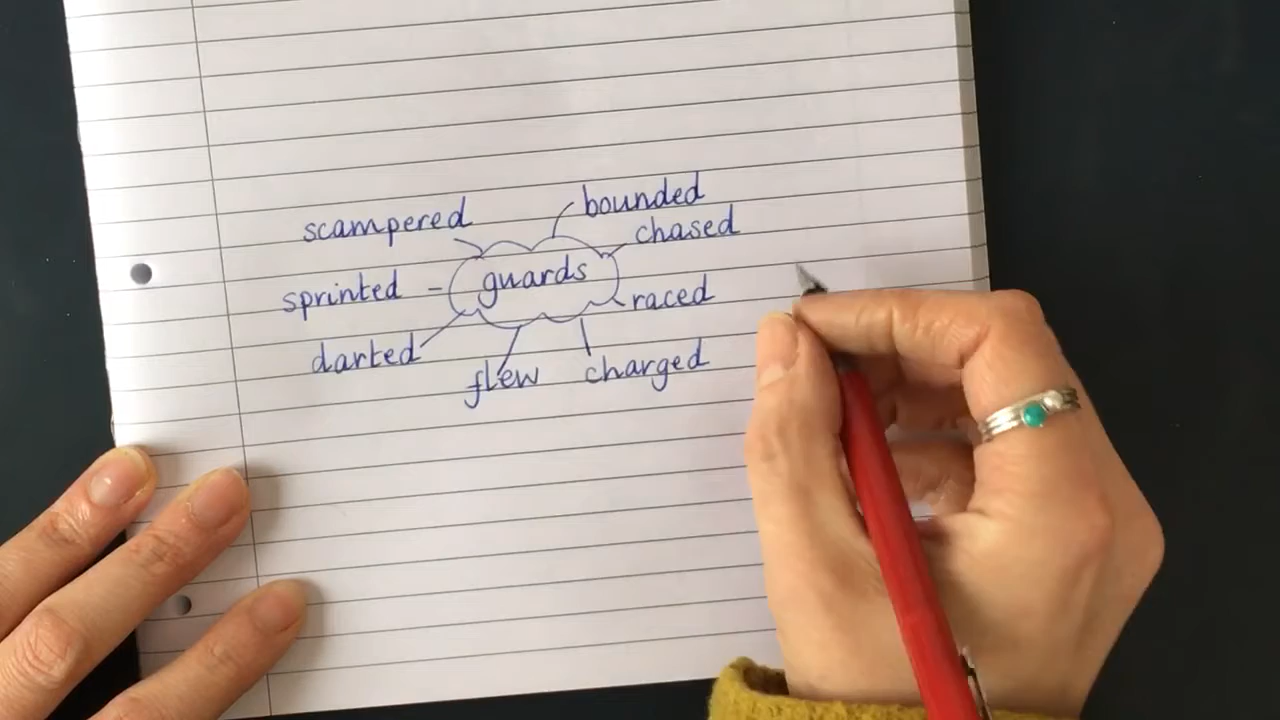 bounded
scampered
chased
guards
sprinted
raced
darted
flew
charged